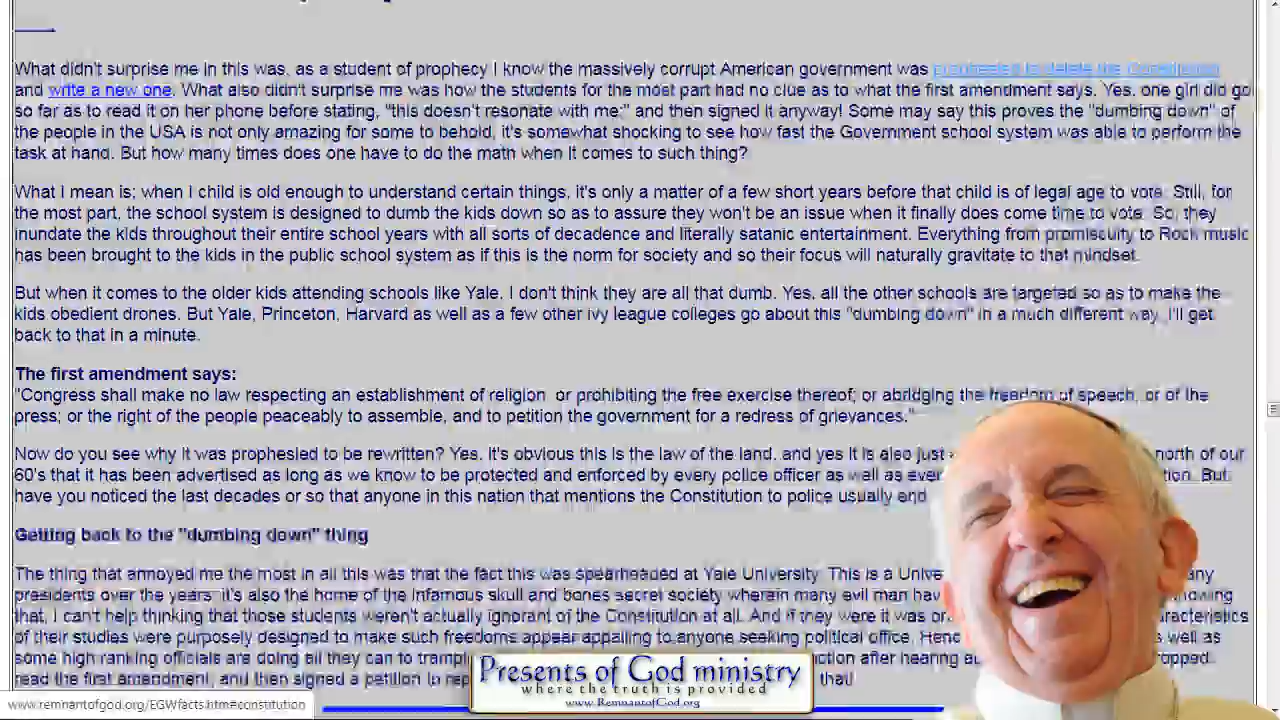 What didn't surprise me in this was, as a student of prophecy I know the massively corrupt American government was prophesied to delete the Constitution
and write a new one. What also didn't surprise me was how the students for the most part had no clue as to what the first amendment says. Yes, one girl did go
so far as to read it on her phone before stating, "this doesn't resonate with me;" and then signed it anyway! Some may say this proves the "dumbing down" of
the people in the USA is not only amazing for some to behold, it's somewhat shocking to see how fast the Government school system was able to perform the
task at hand. But how many times does one have to do the math when it comes to such thing?
What I mean is; when I child is old enough to understand certain things, it's only a matter of a few short years before that child is of legal age to vote. Still, for
the most part, the school system is designed to dumb the kids down so as to assure they won't be an issue when it finally does come time to vote. So, they
inundate the kids throughout their entire school years with all sorts of decadence and literally satanic entertainment. Everything from promiscuity to Rock music
has been brought to the kids in the public school system as if this is the norm for society and so their focus will naturally gravitate to that mindset.
But when it comes to the older kids attending schools like Yale, I don't think they are all that dumb. Yes, all the other schools are targeted so as to make the
kids obedient drones. But Yale, Princeton, Harvard as well as a few other ivy league colleges go about this "dumbing down" in a much different way. I'll get
back to that in a minute.
The first amendment says:
"Congress shall make no law respecting an establishment of religion, or prohibiting the free exercise thereof; or abridging the freedom of speech, or of the
press; or the right of the people peaceably to assemble, and to petition the government for a redress of grievances."
Now do you see why it was prophesied to be rewritten? Yes, it's obvious this is the law of the land, and yes it is also just north of our
60's that it has been advertised as long as we know to be protected and enforced by every police officer as well as But,
have you noticed the last decades or so that anyone in this nation that mentions the Constitution to police usually end
Getting back to the "dumbing down" thing
The thing that annoyed me the most in all this was that the fact this was spearheaded at Yale University. This is a
presidents over the years, it's also the home of the infamous skull and bones secret society wherein many evil man
that, I can't help thinking that those students weren't actually ignorant of the Constitution at all. And if they were it was
of their studies were purposely designed to make such freedoms appear appalling to anyone seeking political office. well as
some high ranking officials are doing all they can to after hearing
read the first amendment, and then signed a petition to that!
Presents of God ministry
where the truth is provided
www.RemnantofGod.org
www.remnantofgod.org/EGWfacts.htm#constitution